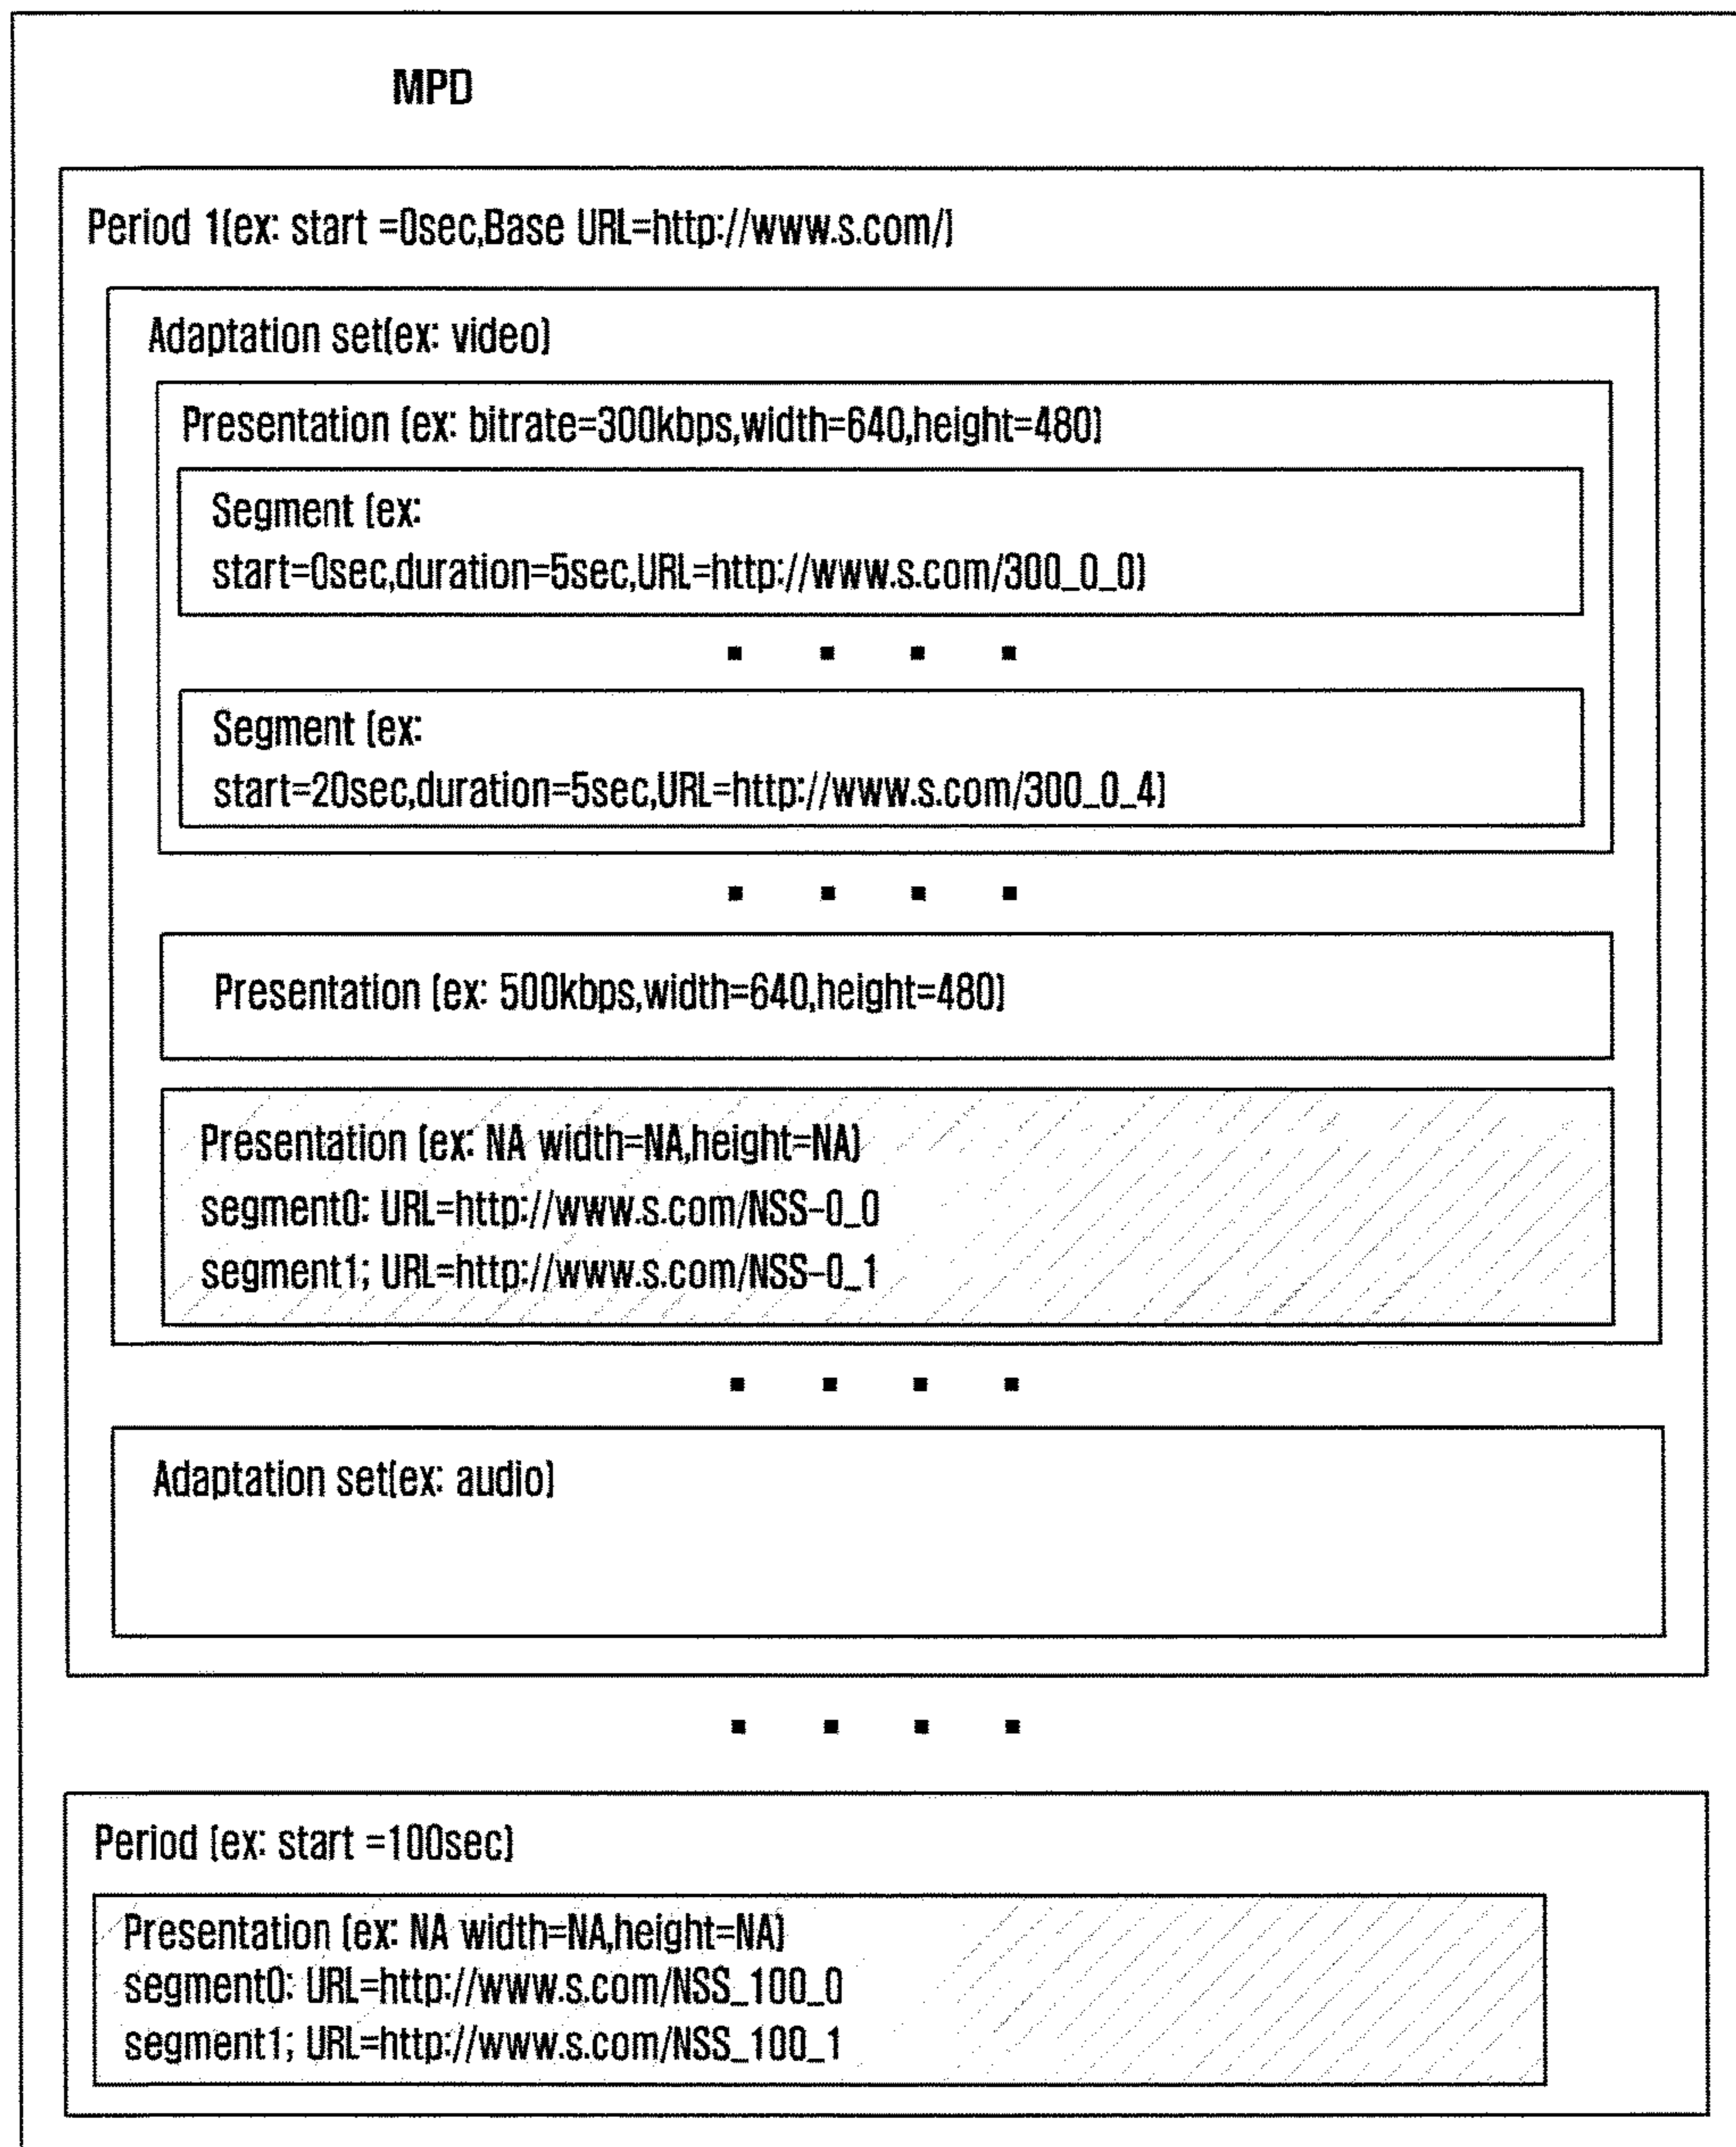 MPD
Period 1(ex: start =0sec,Base URL=http://www.s.com/)
Adaptation set(ex: video)
Presentation (ex: bitrate=300kbps,width=640,height=480)
Segment (ex:
start=0sec,duration=5sec,URL=http://www.s.com/300_0_0)
Segment (ex:
start=20sec,duration=5sec,URL=http://www.s.com/300_0_4)
Presentation (ex: 500kbps,width=640,height=480)
Presentation (ex: NA width=NA,height=NA)
segment0: URL=http://www.s.com/NSS-0_0
segment1; URL=http://www.s.com/NSS-0_1
Adaptation set(ex: audio)
Period (ex: start =100sec)
Presentation (ex: NA width=NA,height=NA)
segment0: URL=http://www.s.com/NSS_100_0
segment1; URL=http://www.s.com/NSS_100_1